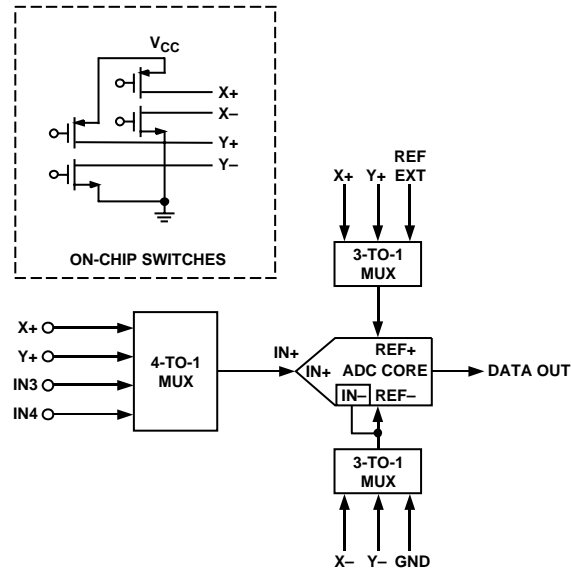 VCC
X+
X–
Y+
Y–
ON-CHIP SWITCHES
X+ Y+ REF EXT
3-TO-1
MUX
X+
Y+
IN3
IN4
4-TO-1
MUX
IN+
IN+
REF+
ADC CORE
IN– REF–
DATA OUT
3-TO-1
MUX
X– Y– GND